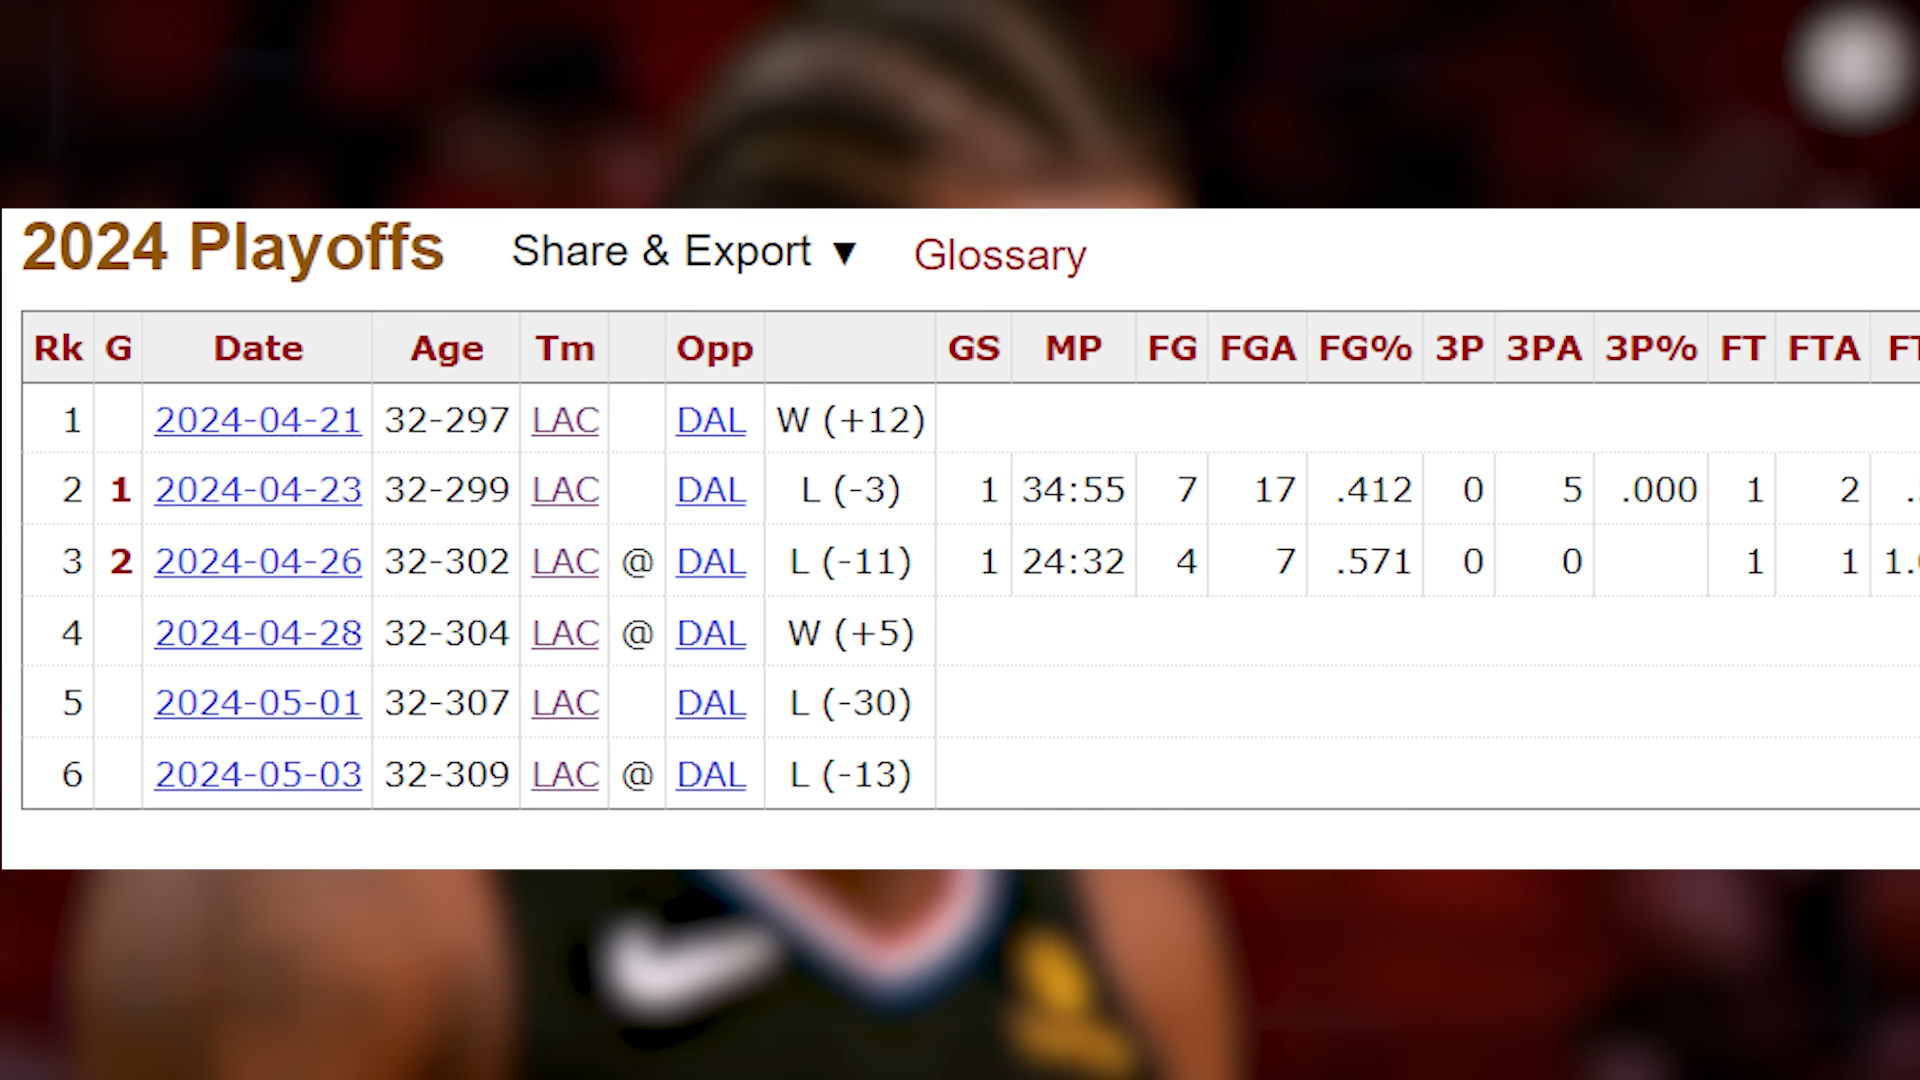 2024 Playoffs Share & Export ▼ Glossary
Rk G Date Age Tm Opp GS MP FG FGA FG% 3P 3PA 3P% FT FTA FT
1 2024-04-21 32-297 LAC DAL W (+12)
2 1 2024-04-23 32-299 LAC DAL L (-3) 1 34:55 7 17 .412 0 5 .000 1 2
3 2 2024-04-26 32-302 LAC @ DAL L (-11) 1 24:32 4 7 .571 0 0 1 1 1.0
4 2024-04-28 32-304 LAC @ DAL W (+5)
5 2024-05-01 32-307 LAC DAL L (-30)
6 2024-05-03 32-309 LAC @ DAL L (-13)